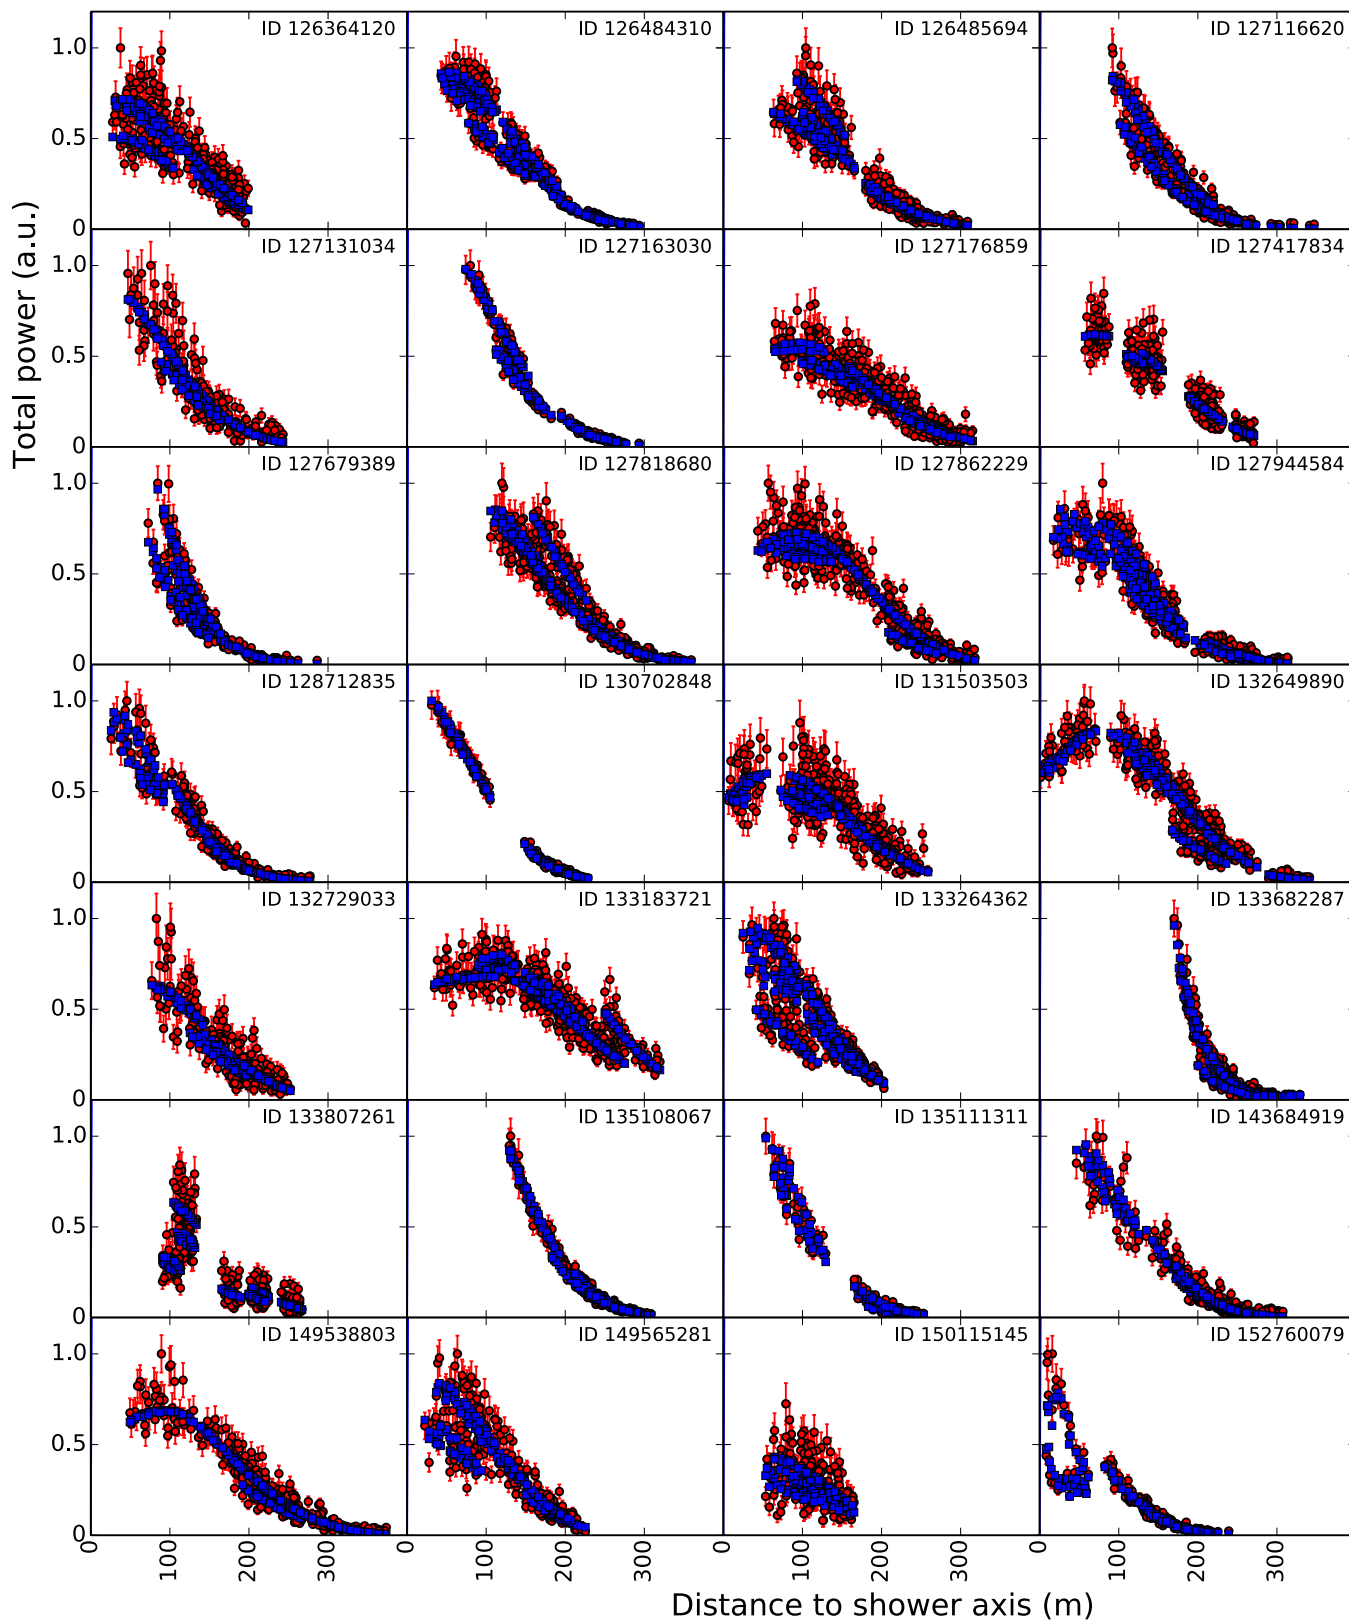 ID 126364120
ID 126484310
ID 126485694
ID 127116620
1.0
0.5
0
ID 127131034
ID 127163030
ID 127176859
ID 127417834
1.0
0.5
0
ID 127679389
ID 127818680
ID 127862229
ID 127944584
1.0
0.5
0
ID 128712835
ID 130702848
ID 131503503
ID 132649890
1.0
0.5
0
ID 132729033
ID 133183721
ID 133264362
ID 133682287
1.0
0.5
0
ID 133807261
ID 135108067
ID 135111311
ID 143684919
1.0
0.5
0
ID 149538803
ID 149565281
ID 150115145
ID 152760079
1.0
0.5
0
0 100 200 300 0 100 200 300 0 100 200 300 0 100 200 300
Total power (a.u.)
Distance to shower axis (m)